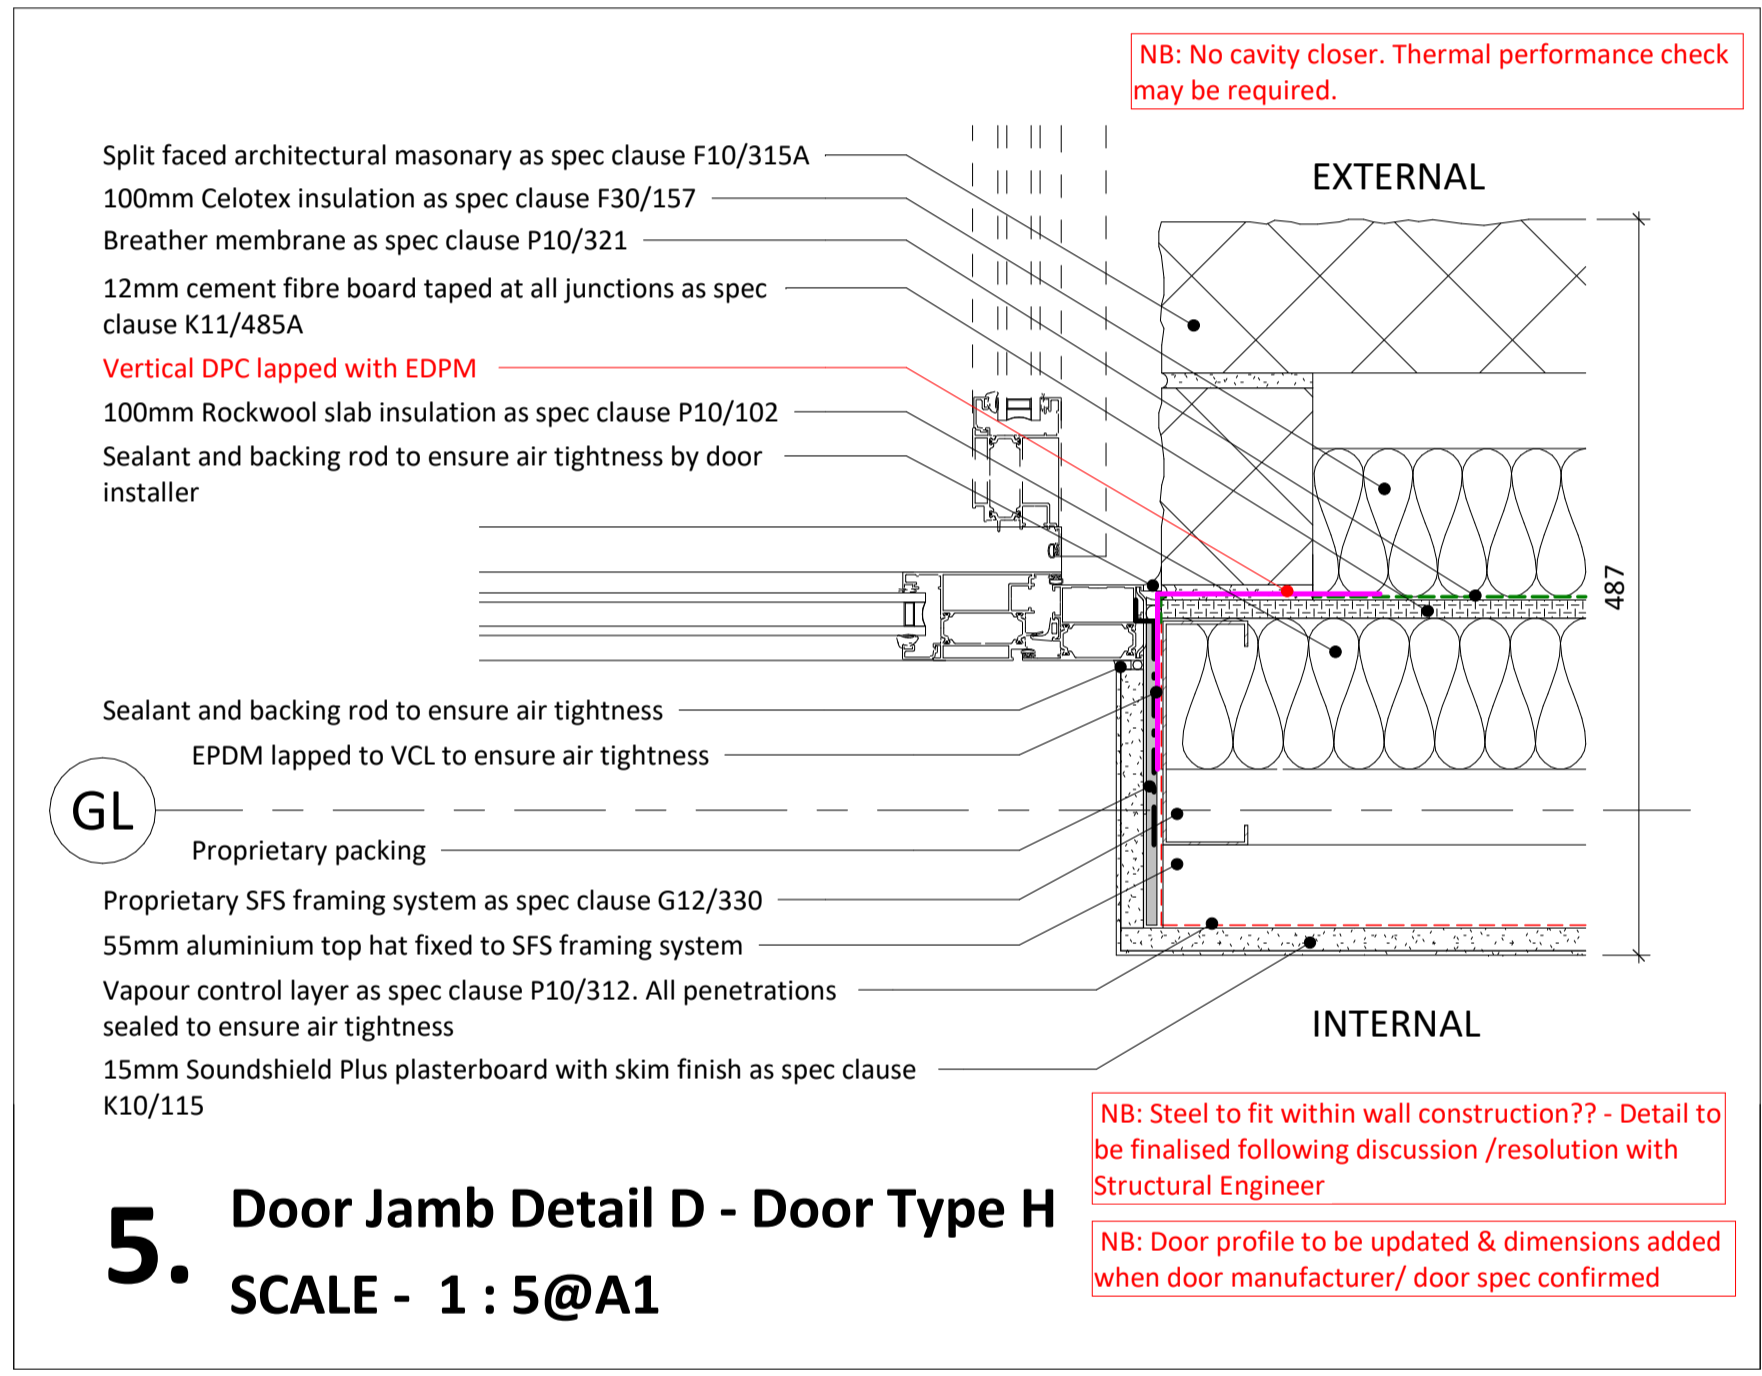 NB: No cavity closer. Thermal performance check
may be required.
Split faced architectural masonary as spec clause F10/315A
100mm Celotex insulation as spec clause F30/157
Breather membrane as spec clause P10/321
12mm cement fibre board taped at all junctions as spec
clause K11/485A
Vertical DPC lapped with EDPM
100mm Rockwool slab insulation as spec clause P10/102
Sealant and backing rod to ensure air tightness by door
installer
EXTERNAL
487
Sealant and backing rod to ensure air tightness
EPDM lapped to VCL to ensure air tightness
GL
Proprietary packing
Proprietary SFS framing system as spec clause G12/330
55mm aluminium top hat fixed to SFS framing system
Vapour control layer as spec clause P10/312. All penetrations
sealed to ensure air tightness
15mm Soundshield Plus plasterboard with skim finish as spec clause
K10/115
INTERNAL
NB: Steel to fit within wall construction?? - Detail to
be finalised following discussion /resolution with
Structural Engineer
NB: Door profile to be updated & dimensions added
when door manufacturer/ door spec confirmed
5.
Door Jamb Detail D - Door Type H
SCALE - 1 : 5@A1